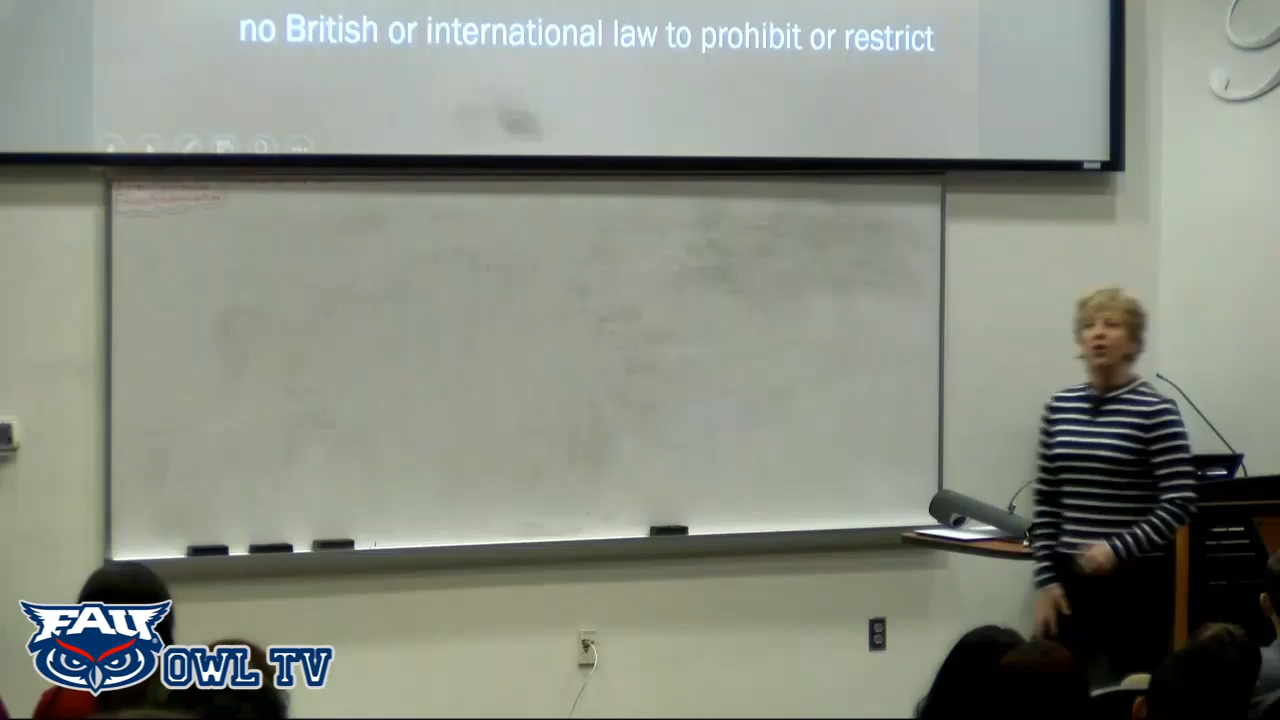 no British or international law to prohibit or restrict
FAU
OWL TV